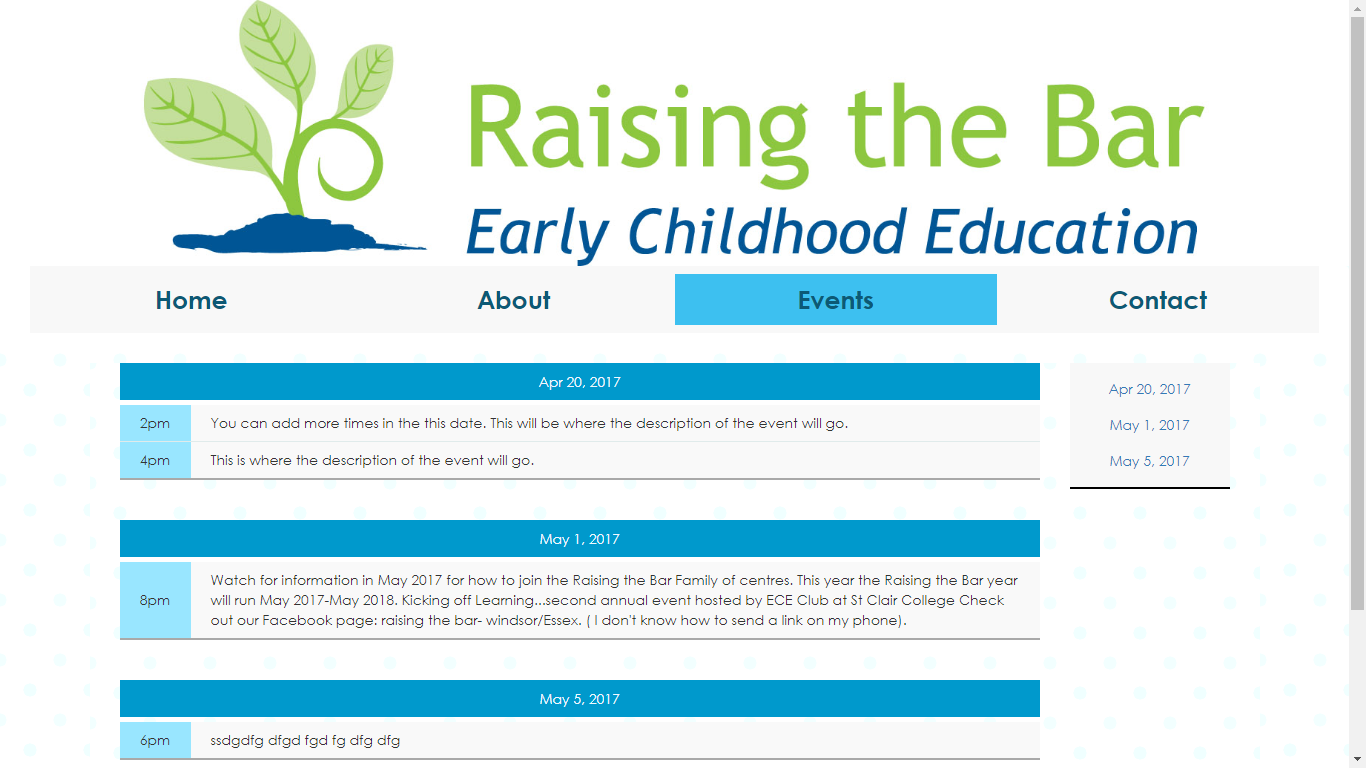 Raising the Bar
Early Childhood Education
Home
About
Events
Contact
Apr 20, 2017
2pm
You can add more times in the this date. This will be where the description of the event will go.
4pm
This is where the description of the event will go.
May 1, 2017
8pm
Watch for information in May 2017 for how to join the Raising the Bar Family of centres. This year the Raising the Bar year
will run May 2017-May 2018. Kicking off Learning...second annual event hosted by ECE Club at St Clair College Check
out our Facebook page: raising the bar- windsor/Essex. ( I don't know how to send a link on my phone).
May 5, 2017
6pm
ssdgdfg dfgd fgd fg dfg dfg
Apr 20, 2017
May 1, 2017
May 5, 2017